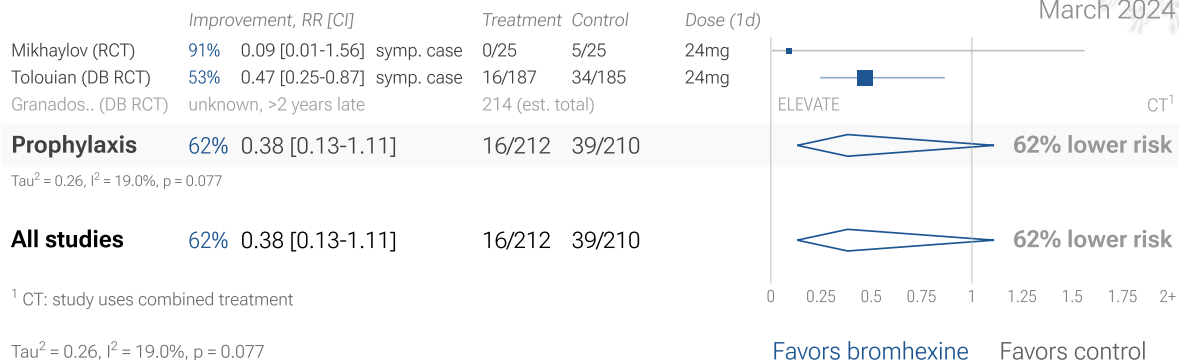 March 2024
Improvement, RR [CI] Treatment Control Dose (1d)
Mikhaylov (RCT) 91% 0.09 [0.01-1.56] symp. case 0/25 5/25 24mg
Tolouian (DB RCT) 53% 0.47 [0.25-0.87] symp. case 16/187 34/185 24mg
Granados.. (DB RCT) unknown, >2 years late 214 (est. total) ELEVATE CT¹
Prophylaxis 62% 0.38 [0.13-1.11] 16/212 39/210 62% lower risk
Tau² = 0.26, I² = 19.0%, p = 0.077
All studies 62% 0.38 [0.13-1.11] 16/212 39/210 62% lower risk
¹ CT: study uses combined treatment
0 0.25 0.5 0.75 1 1.25 1.5 1.75 2+
Tau² = 0.26, I² = 19.0%, p = 0.077
Favors bromhexine Favors control